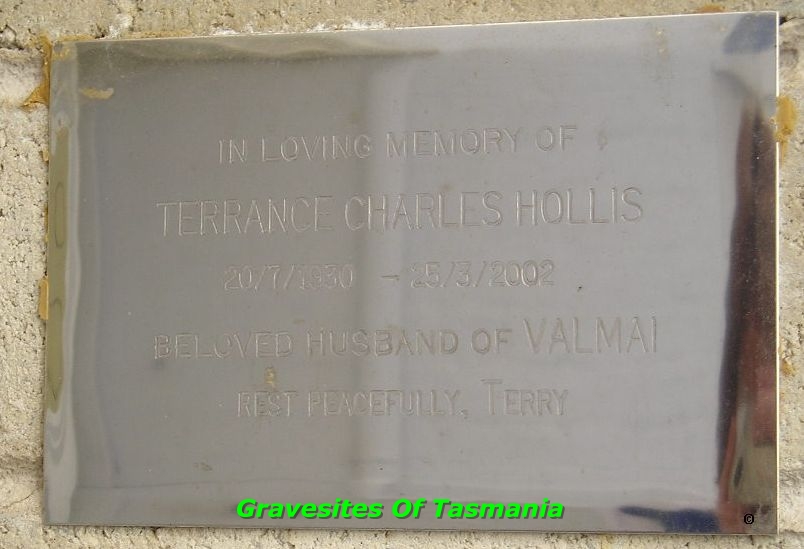 IN LOVING MEMORY OF
TERRANCE CHARLES HOLLIS
20/7/1930 - 25/3/2002
BELOVED HUSBAND OF VALMAI
REST PEACEFULLY, TERRY
Gravesites Of Tasmania
©